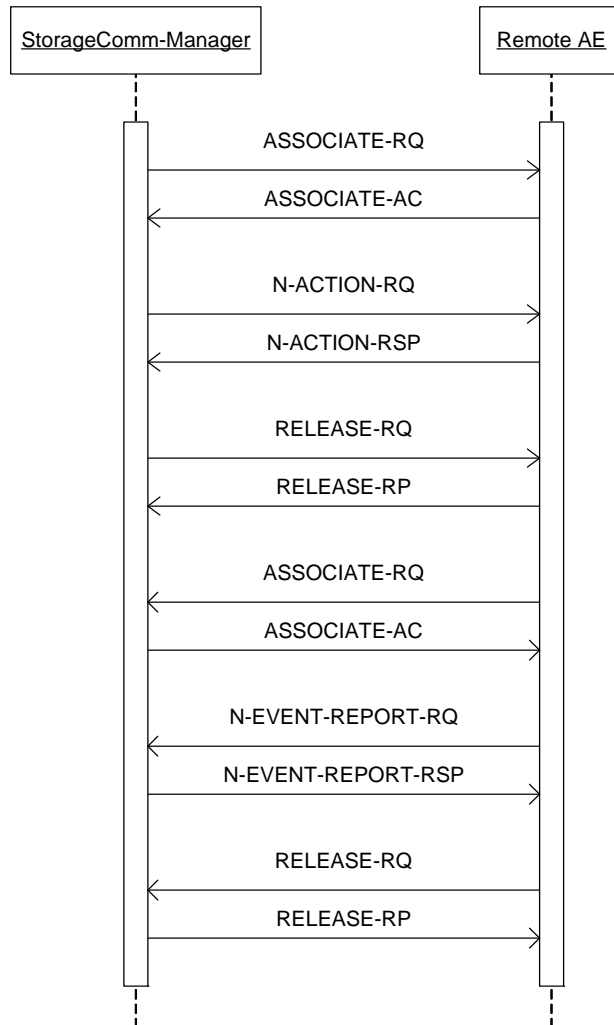 StorageComm-Manager
Remote AE
ASSOCIATE-RQ
ASSOCIATE-AC
N-ACTION-RQ
N-ACTION-RSP
RELEASE-RQ
RELEASE-RP
ASSOCIATE-RQ
ASSOCIATE-AC
N-EVENT-REPORT-RQ
N-EVENT-REPORT-RSP
RELEASE-RQ
RELEASE-RP